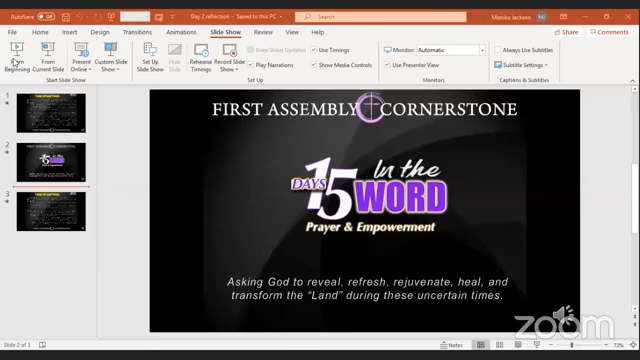 AutoSave Off
Day 2 reflection - Saved to this PC
Search
Monika Jackson
MJ
File Home Insert Design Transitions Animations Slide Show Review View Help
Share Comments
From Beginning
From Current Slide
Present Online
Custom Slide Show
Start Slide Show
Set Up Slide Show
Hide Slide
Rehearse Timings
Record Slide Show
Keep Slides Updated
Play Narrations
Use Timings
Show Media Controls
Set Up
Monitor: Automatic
Use Presenter View
Monitors
Always Use Subtitles
Subtitle Settings
Captions & Subtitles
1
2
3
FIRST ASSEMBLY CORNERSTONE
15 DAYS In the WORD
Prayer & Empowerment
Asking God to reveal, refresh, rejuvenate, heal, and
transform the “Land” during these uncertain times.
zoom
Slide 2 of 3
Notes
72%